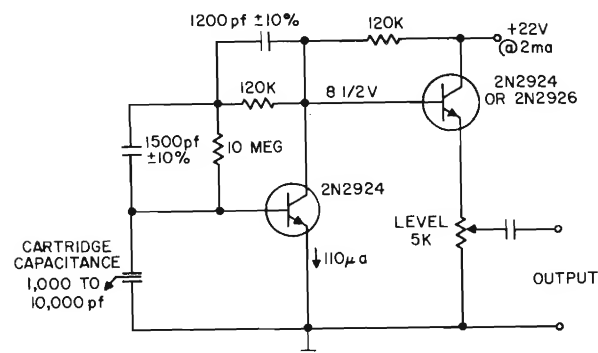 1200 pf ±10%
120K
+22V
@2ma
120K
8 1/2V
2N2924
OR 2N2926
1500pf
±10%
10 MEG
2N2924
LEVEL
5K
CARTRIDGE
CAPACITANCE
1,000 TO
10,000 pf
110μa
OUTPUT